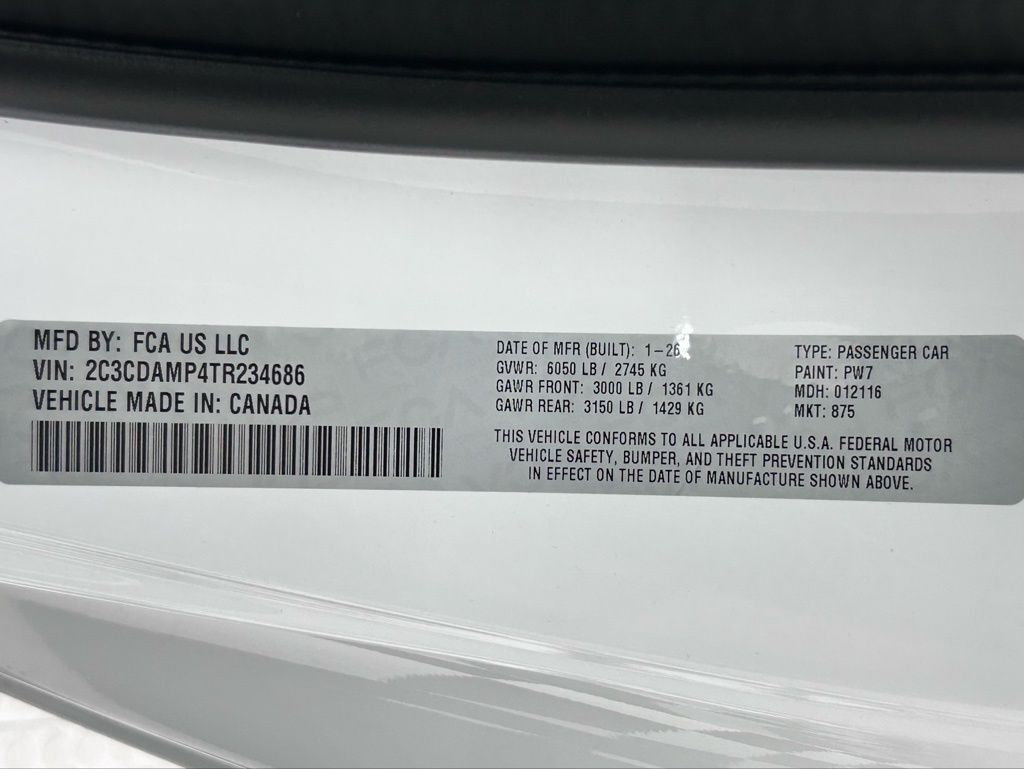 MFD BY: FCA US LLC
VIN: 2C3CDAMP4TR234686
VEHICLE MADE IN: CANADA
DATE OF MFR (BUILT): 1-26
GVWR: 6050 LB / 2745 KG
GAWR FRONT: 3000 LB / 1361 KG
GAWR REAR: 3150 LB / 1429 KG
TYPE: PASSENGER CAR
PAINT: PW7
MDH: 012116
MKT: 875
THIS VEHICLE CONFORMS TO ALL APPLICABLE U.S.A. FEDERAL MOTOR
VEHICLE SAFETY, BUMPER, AND THEFT PREVENTION STANDARDS
IN EFFECT ON THE DATE OF MANUFACTURE SHOWN ABOVE.